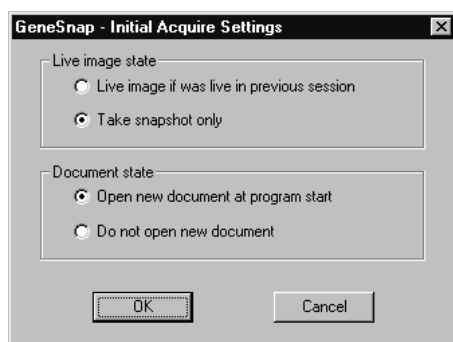 GeneSnap - Initial Acquire Settings
Live image state
Live image if was live in previous session
Take snapshot only
Document state
Open new document at program start
Do not open new document
OK
Cancel